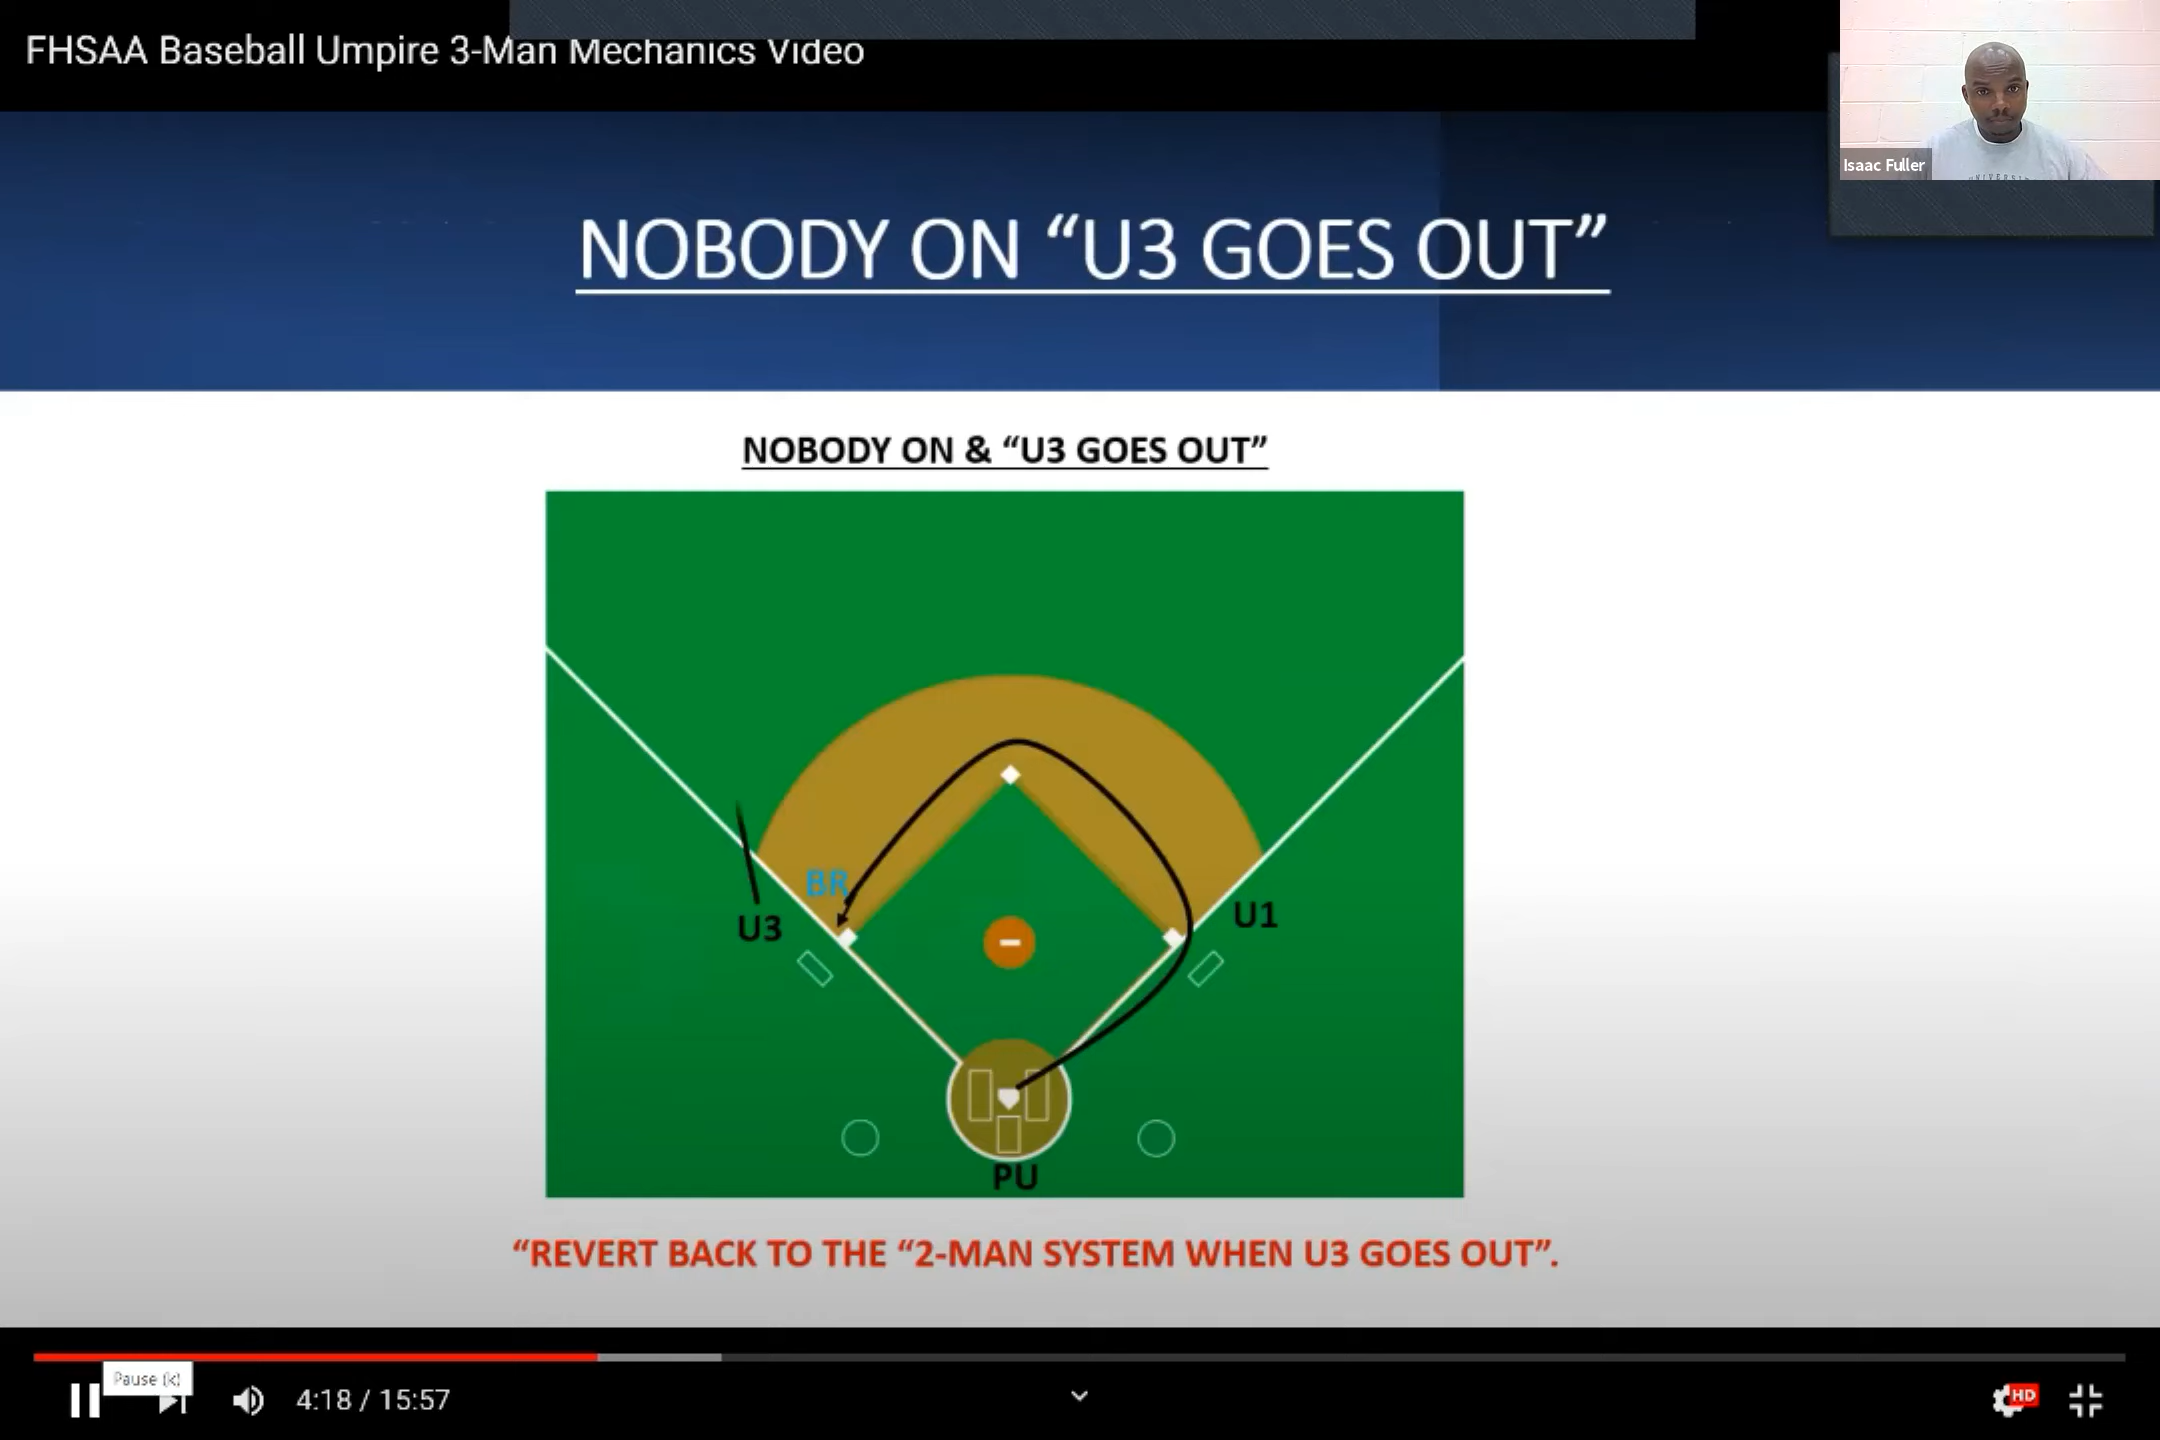 FHSAA Baseball Umpire 3-Man Mechanics Video
Isaac Fuller
NOBODY ON “U3 GOES OUT”
NOBODY ON & “U3 GOES OUT”
BR
U3
U1
PU
“REVERT BACK TO THE “2-MAN SYSTEM WHEN U3 GOES OUT”.
Pause (k)
4:18 / 15:57
HD